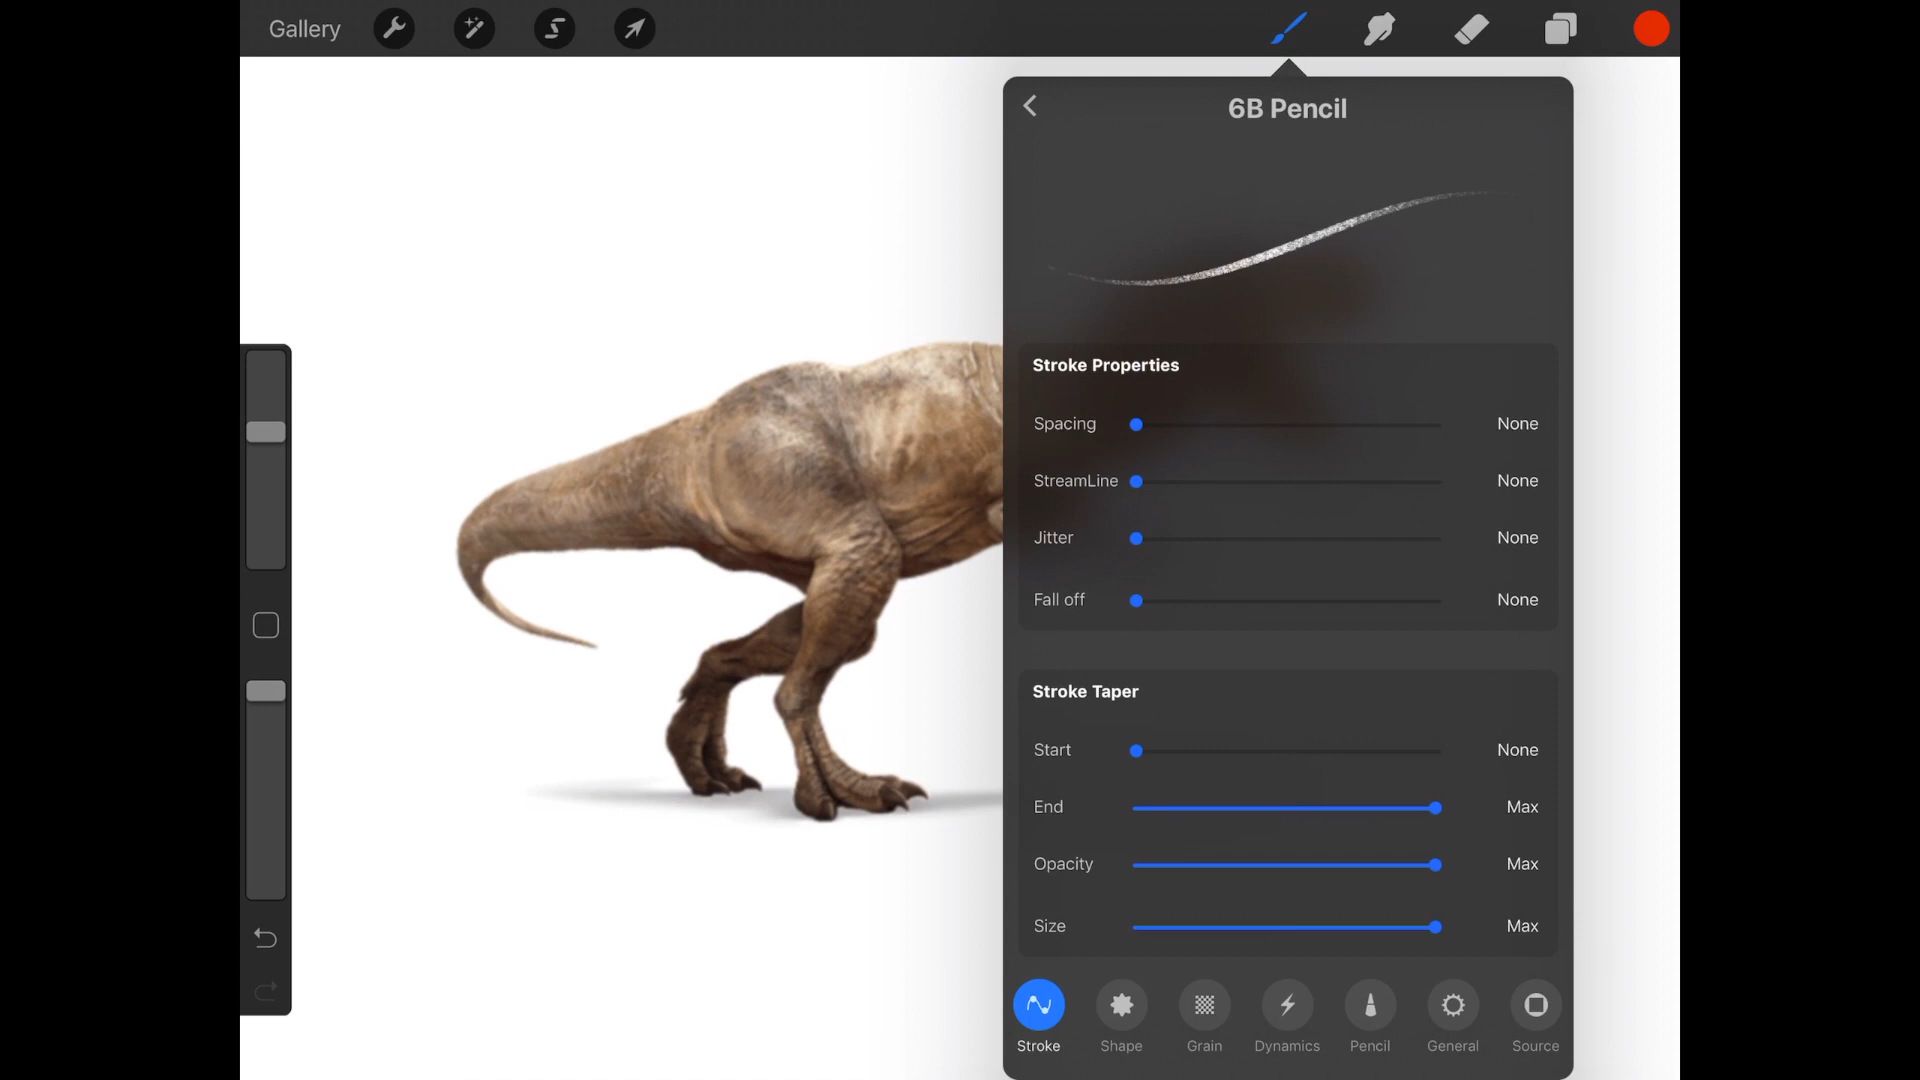 Gallery
6B Pencil
Stroke Properties
Spacing None
StreamLine None
Jitter None
Fall off None
Stroke Taper
Start None
End Max
Opacity Max
Size Max
Stroke Shape Grain Dynamics Pencil General Source